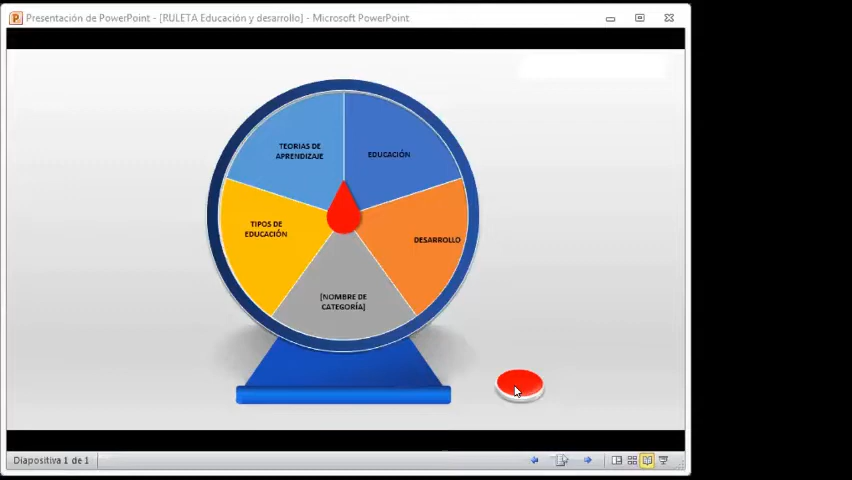 Presentación de PowerPoint - [RULETA Educación y desarrollo] - Microsoft PowerPoint
TEORIAS DE
APRENDIZAJE
EDUCACIÓN
TIPOS DE
EDUCACIÓN
DESARROLLO
[NOMBRE DE
CATEGORÍA]
Diapositiva 1 de 1